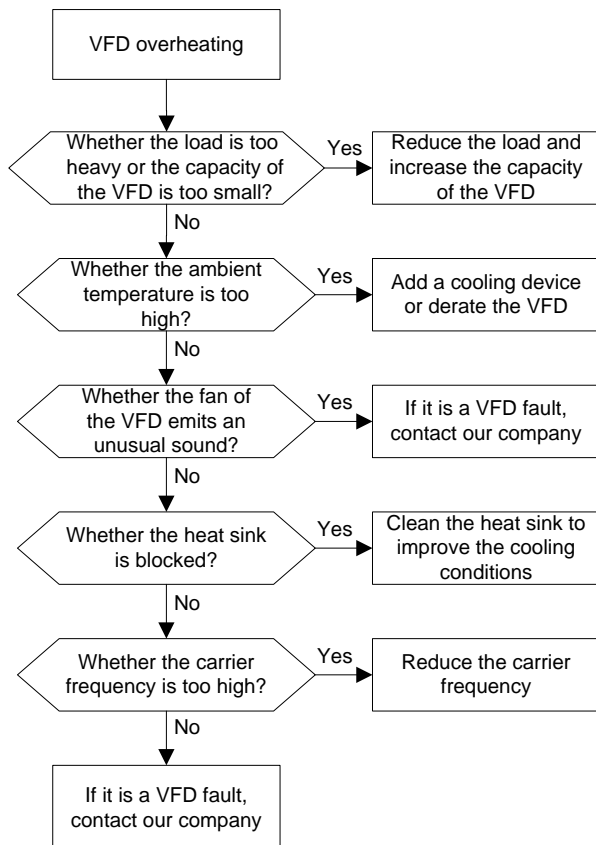 VFD overheating
Whether the load is too
heavy or the capacity of
the VFD is too small?
Yes
Reduce the load and
increase the capacity
of the VFD
No
Whether the ambient
temperature is too
high?
Yes
Add a cooling device
or derate the VFD
No
Whether the fan of
the VFD emits an
unusual sound?
Yes
If it is a VFD fault,
contact our company
No
Whether the heat sink
is blocked?
Yes
Clean the heat sink to
improve the cooling
conditions
No
Whether the carrier
frequency is too high?
Yes
Reduce the carrier
frequency
No
If it is a VFD fault,
contact our company